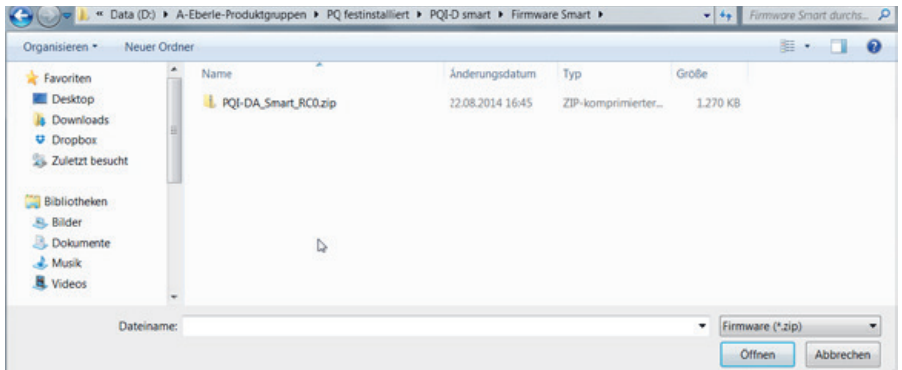 « Data (D:) ▸ A-Eberle-Produktgruppen ▸ PQ festinstalliert ▸ PQI-D smart ▸ Firmware Smart ▸
Firmware Smart durchs...
Organisieren
Neuer Ordner
Name
Änderungsdatum
Typ
Größe
PQI-DA_Smart_RC0.zip
22.08.2014 16:45
ZIP-komprimierter...
1.270 KB
Favoriten
Desktop
Downloads
Dropbox
Zuletzt besucht
Bibliotheken
Bilder
Dokumente
Musik
Videos
Dateiname:
Firmware (*.zip)
Öffnen
Abbrechen